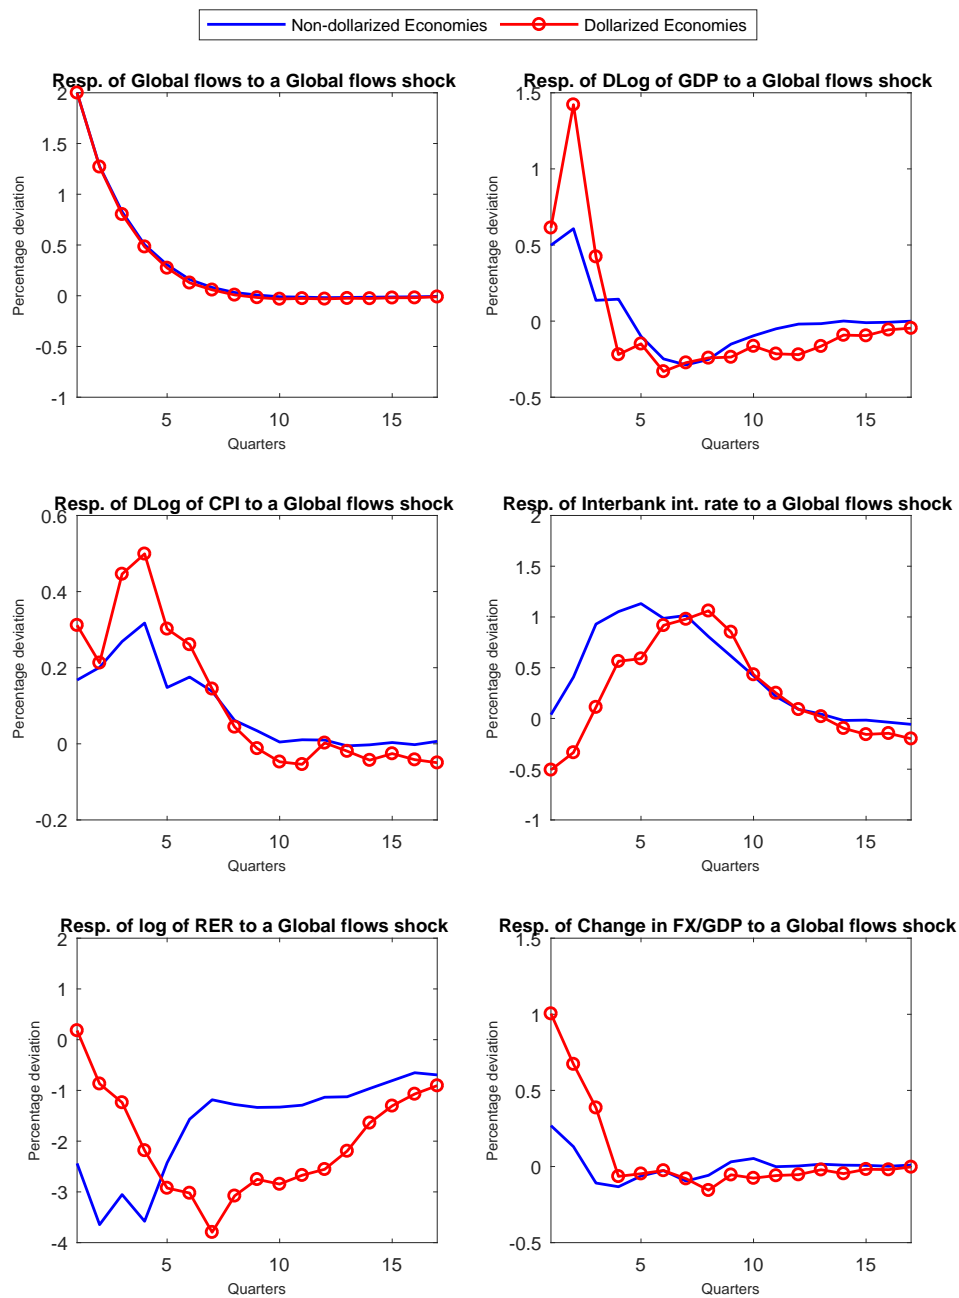 Non-dollarized Economies Dollarized Economies
Resp. of Global flows to a Global flows shock
2
1.5
1
0.5
0
-0.5
-1
Percentage deviation
5 10 15
Quarters
Resp. of DLog of GDP to a Global flows shock
1.5
1
0.5
0
-0.5
Percentage deviation
5 10 15
Quarters
Resp. of DLog of CPI to a Global flows shock
0.6
0.4
0.2
0
-0.2
Percentage deviation
5 10 15
Quarters
Resp. of Interbank int. rate to a Global flows shock
2
1.5
1
0.5
0
-0.5
-1
Percentage deviation
5 10 15
Quarters
Resp. of log of RER to a Global flows shock
2
1
0
-1
-2
-3
-4
Percentage deviation
5 10 15
Quarters
Resp. of Change in FX/GDP to a Global flows shock
1.5
1
0.5
0
-0.5
Percentage deviation
5 10 15
Quarters